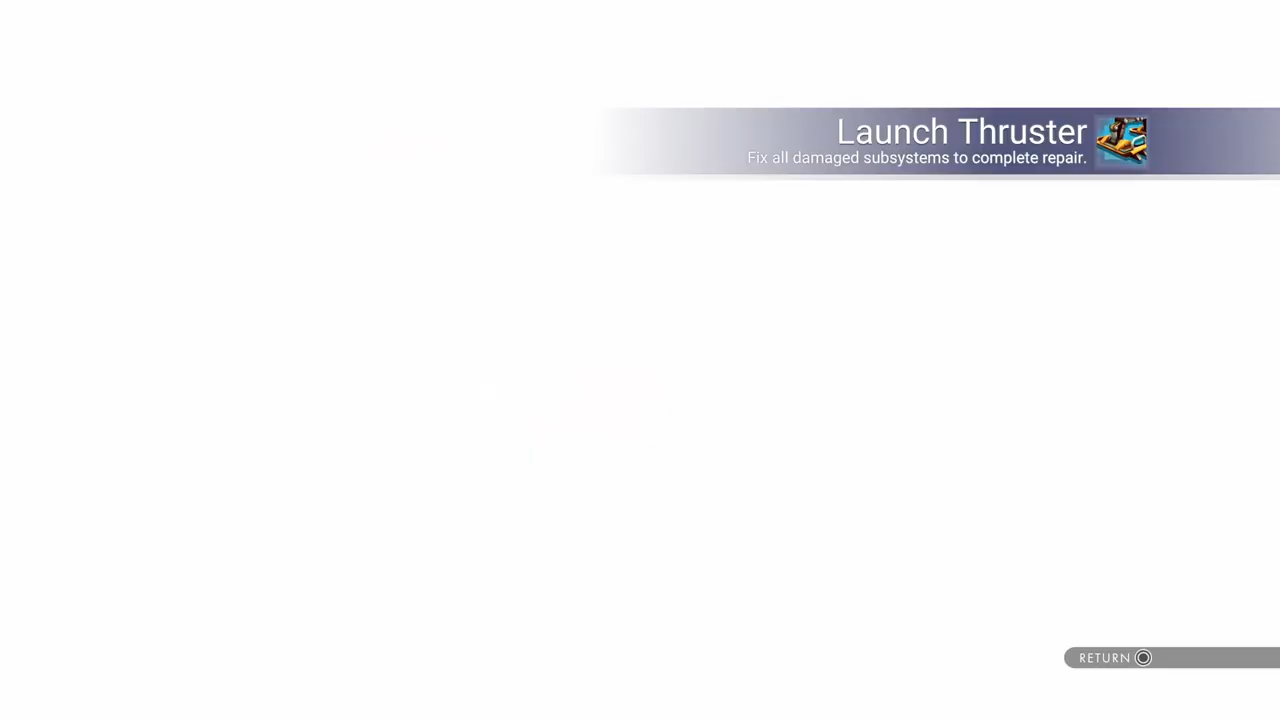 Launch Thruster
Fix all damaged subsystems to complete repair.
RETURN